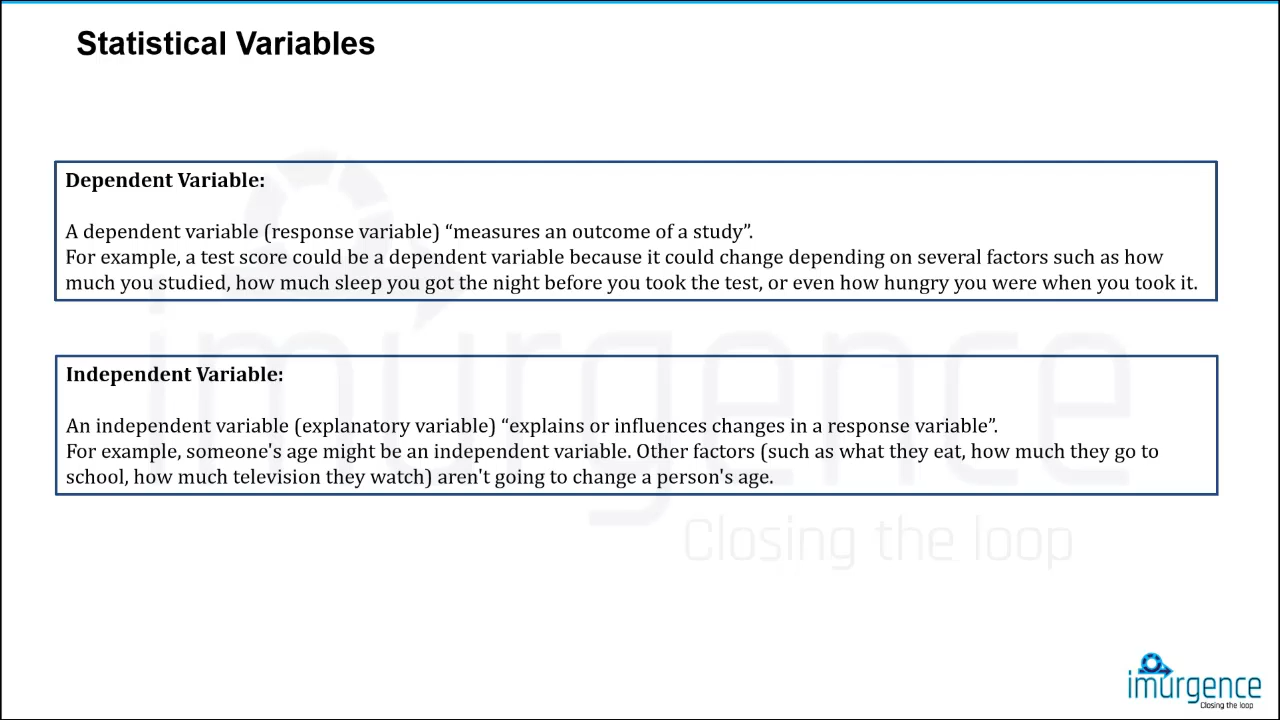 Statistical Variables
Dependent Variable:
A dependent variable (response variable) “measures an outcome of a study”.
For example, a test score could be a dependent variable because it could change depending on several factors such as how
much you studied, how much sleep you got the night before you took the test, or even how hungry you were when you took it.
imurgence
Independent Variable:
An independent variable (explanatory variable) “explains or influences changes in a response variable”.
For example, someone's age might be an independent variable. Other factors (such as what they eat, how much they go to
school, how much television they watch) aren't going to change a person's age.
Closing the loop
imurgence
Closing the loop